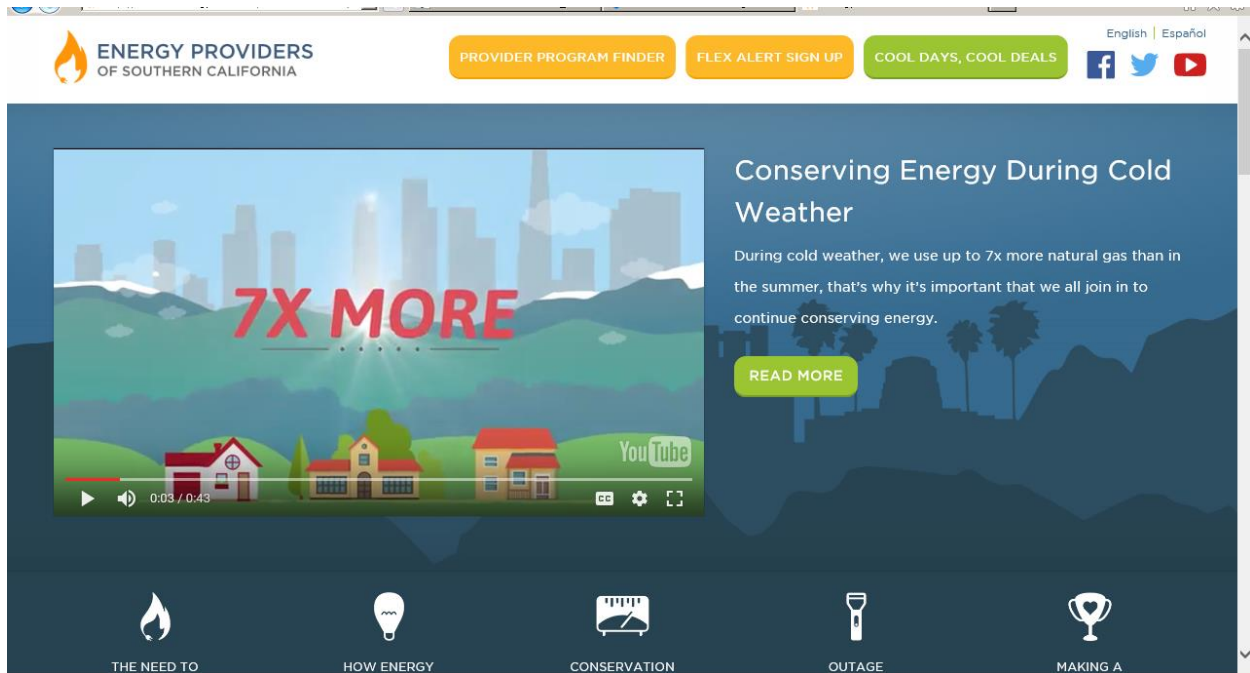 ENERGY PROVIDERS
OF SOUTHERN CALIFORNIA
PROVIDER PROGRAM FINDER
FLEX ALERT SIGN UP
COOL DAYS, COOL DEALS
English | Español
7X MORE
YouTube
0:03 / 0:43
CC
Conserving Energy During Cold
Weather
During cold weather, we use up to 7x more natural gas than in
the summer, that's why it's important that we all join in to
continue conserving energy.
READ MORE
THE NEED TO
HOW ENERGY
CONSERVATION
OUTAGE
MAKING A